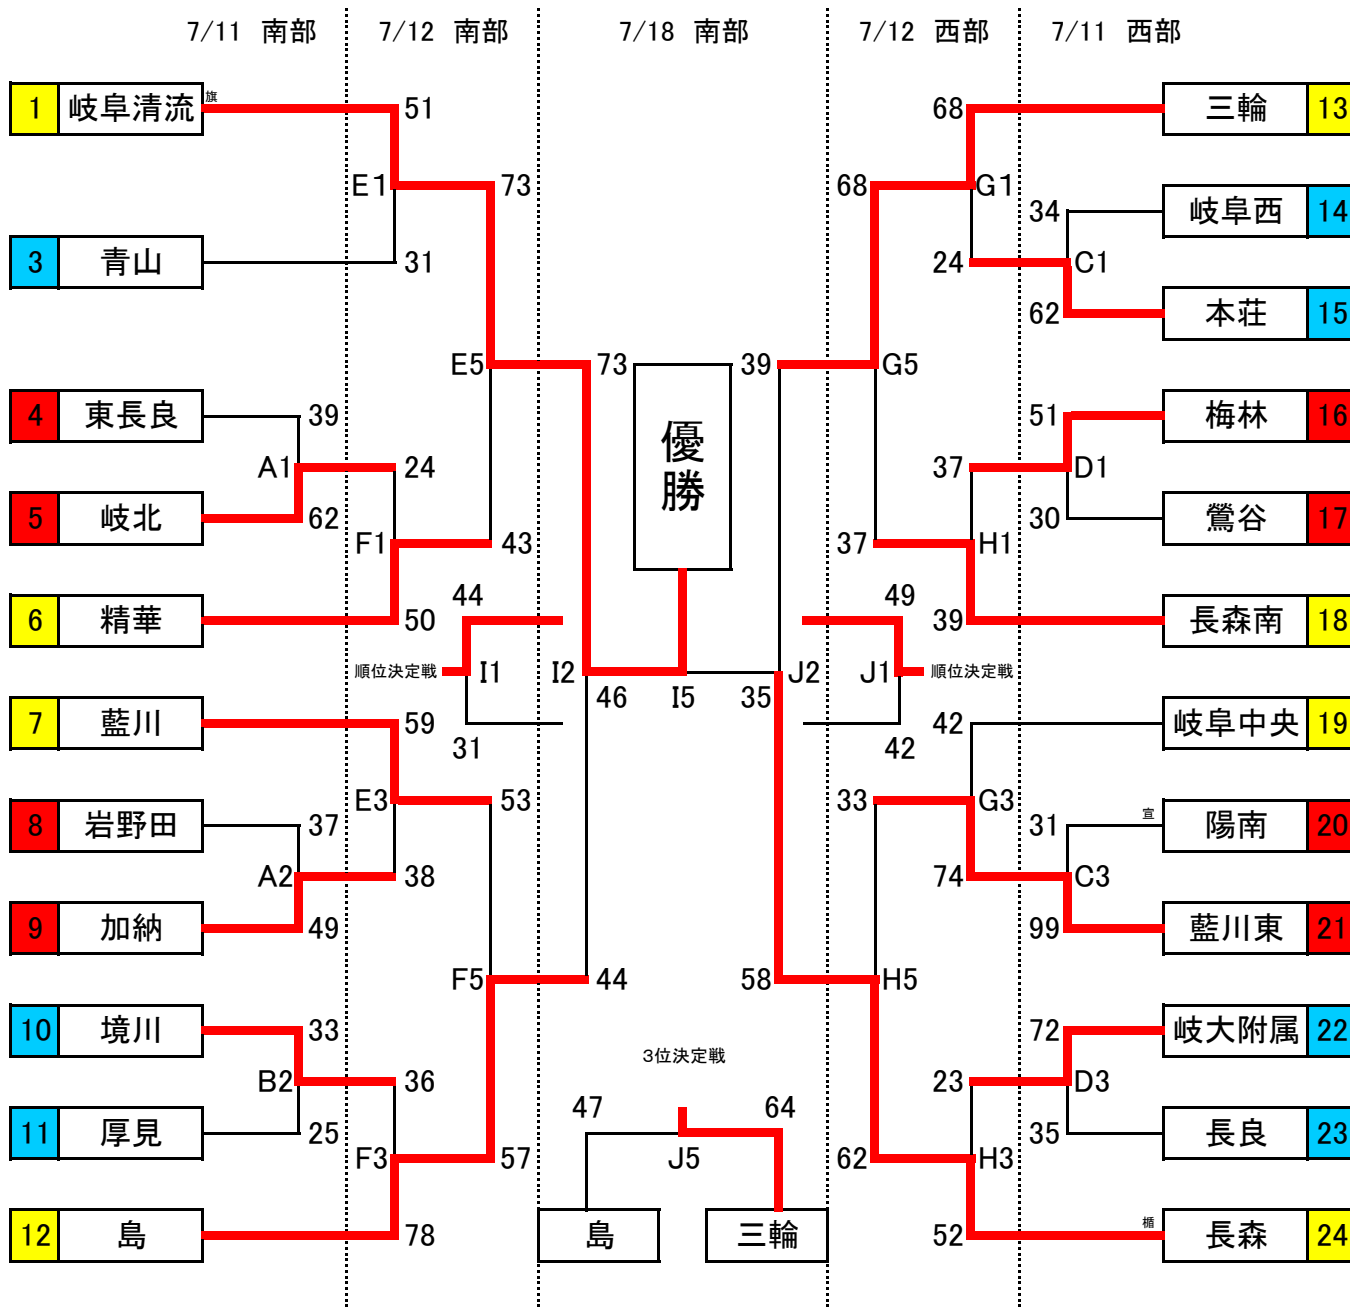 7/11 南部 7/12 南部 7/18 南部 7/12 西部 7/11 西部
1 岐阜清流 旗 51 68 三輪 13
E1 73 68 G1
34 岐阜西 14
3 青山 31 24 C1
62 本荘 15
E5 73 39 G5
4 東長良 39 51 梅林 16
優勝
A1 24 37 D1
5 岐北 62 30 鶯谷 17
F1 43 37 H1
44 49
6 精華 50 39 長森南 18
順位決定戦 I1 I2 J2 J1 順位決定戦
46 I5 35
7 藍川 59 42 岐阜中央 19
31 42
E3 53 33 G3
8 岩野田 37 31 宣 陽南 20
A2 38 74 C3
9 加納 49 99 藍川東 21
F5 44 58 H5
10 境川 33 72 岐大附属 22
3位決定戦
B2 36 23 D3
47 64
11 厚見 25 35 長良 23
F3 57 J5 62 H3
12 島 78 島 三輪 52 楯 長森 24